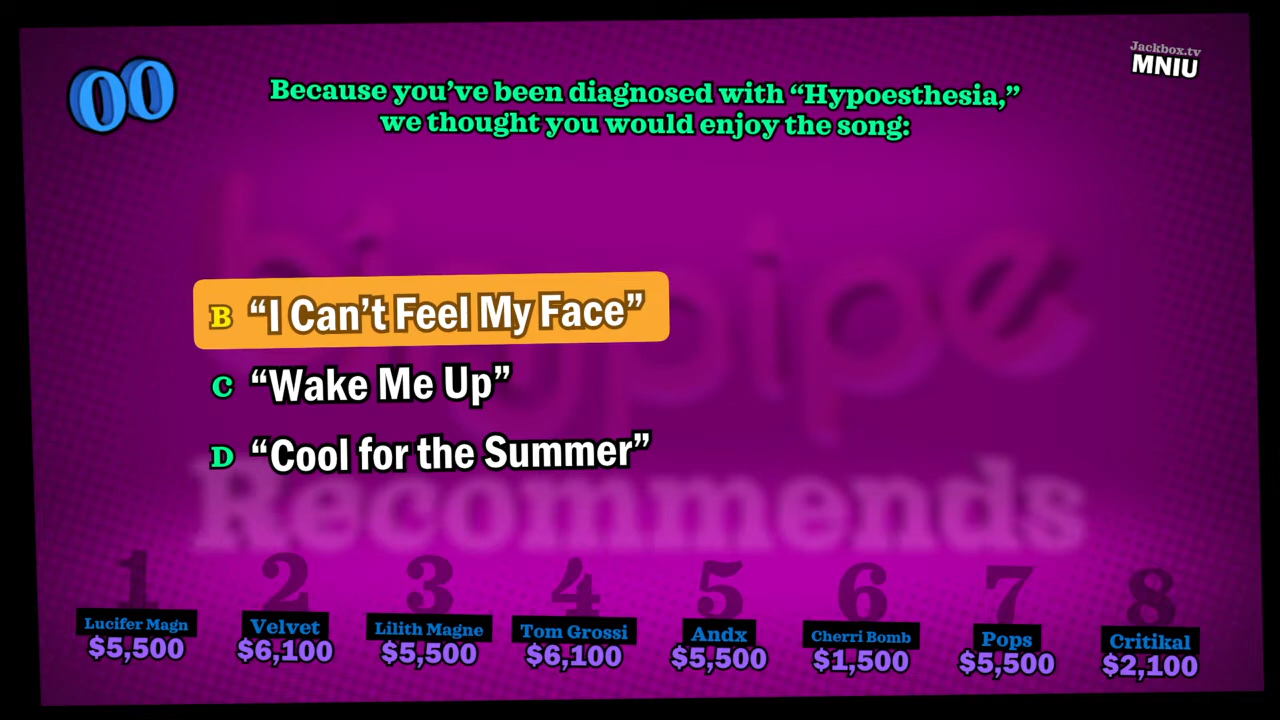 00
Jackbox.tv
MNIU
Because you've been diagnosed with “Hypoesthesia,”
we thought you would enjoy the song:
B “I Can't Feel My Face”
C “Wake Me Up”
D “Cool for the Summer”
Recommends
1 2 3 4 5 6 7 8
Lucifer Magn Velvet Lilith Magne Tom Grossi Andx Cherri Bomb Pops Critikal
$5,500 $6,100 $5,500 $6,100 $5,500 $1,500 $5,500 $2,100